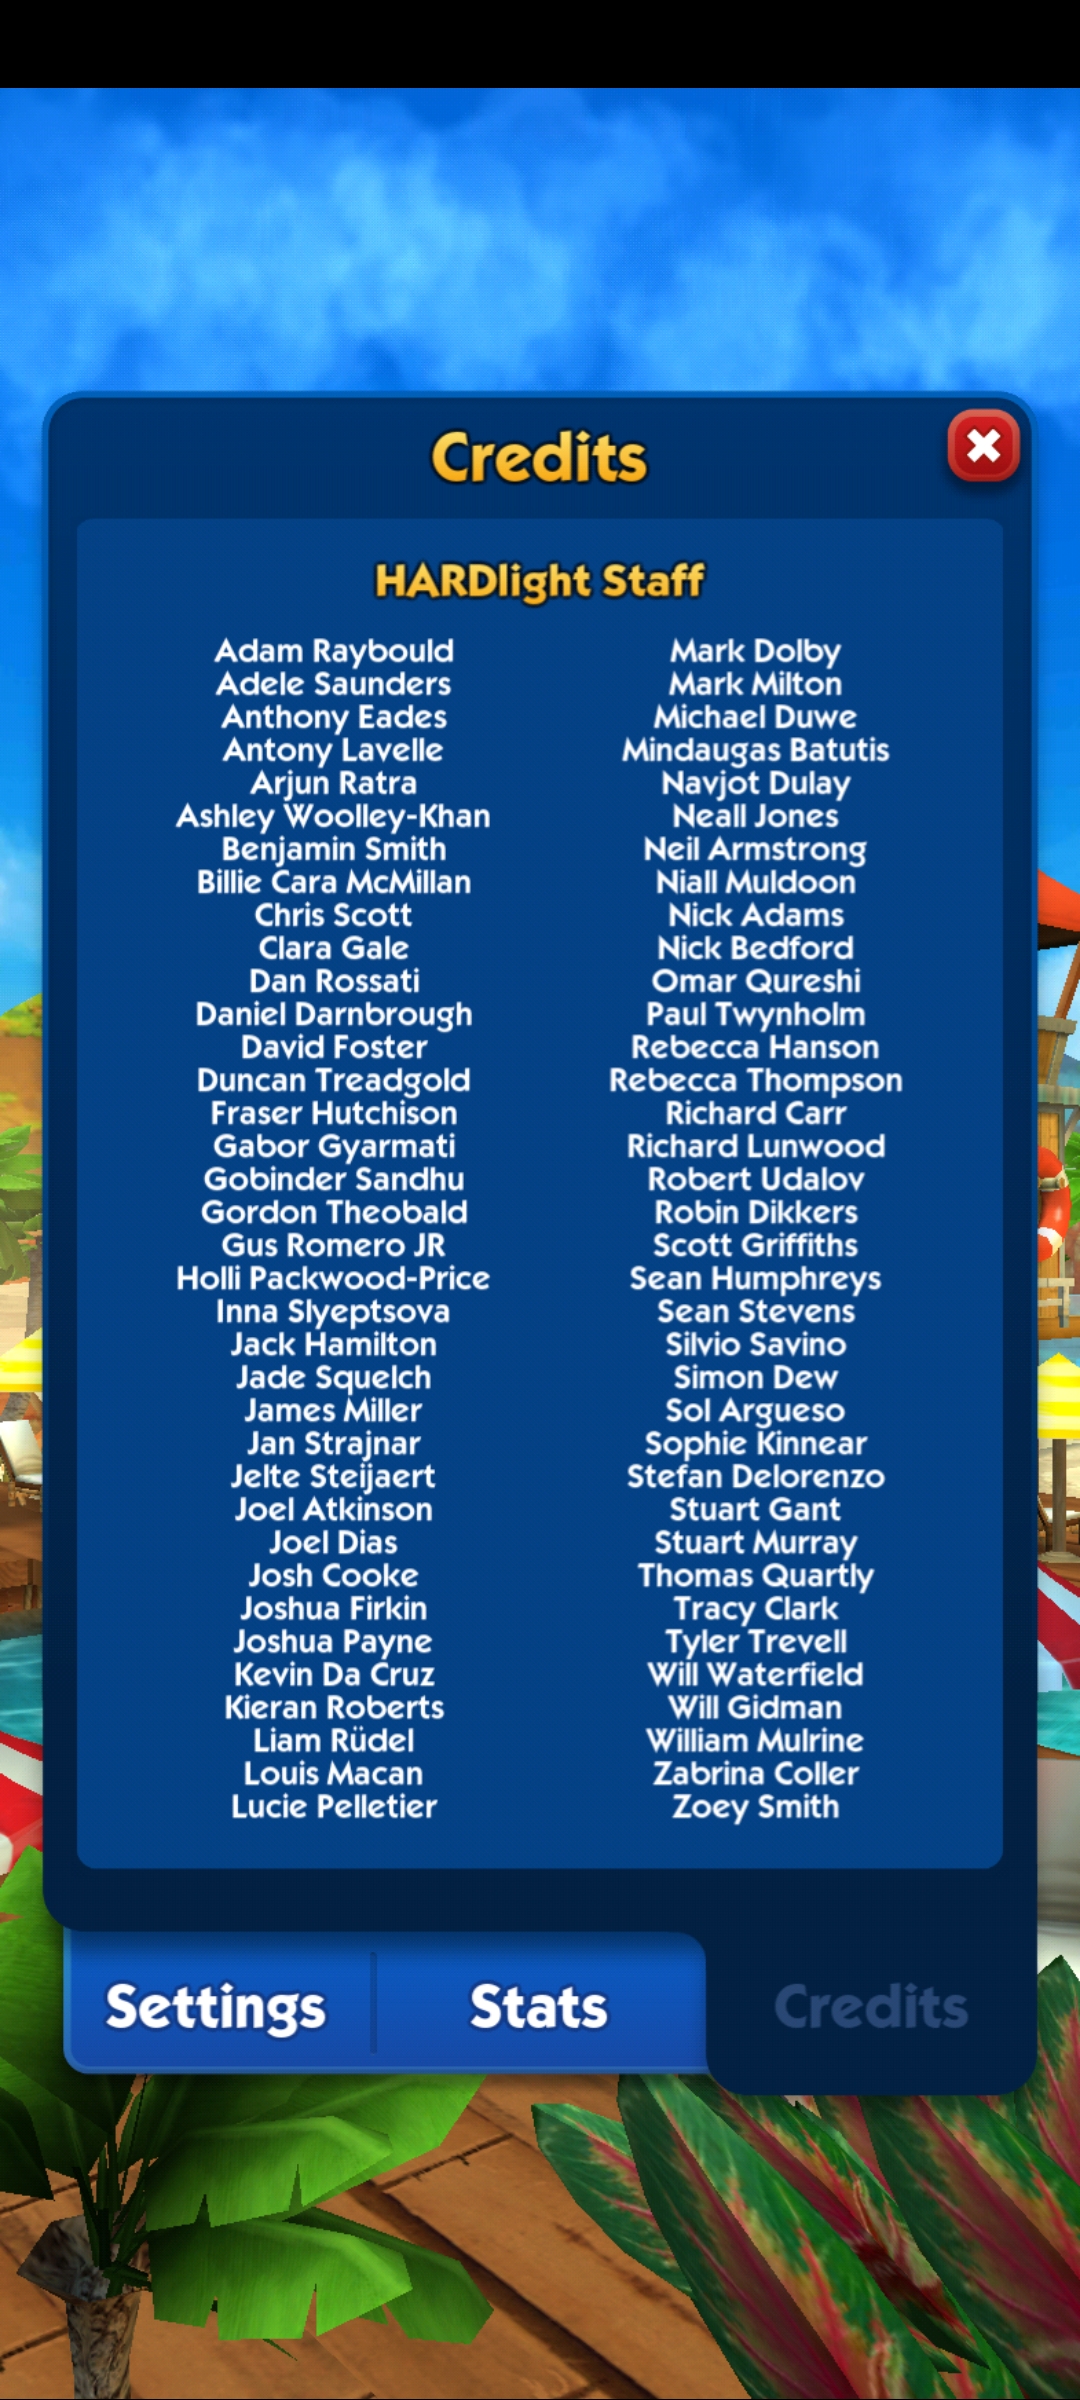 Credits
HARDlight Staff
Adam Raybould
Adele Saunders
Anthony Eades
Antony Lavelle
Arjun Ratra
Ashley Woolley-Khan
Benjamin Smith
Billie Cara McMillan
Chris Scott
Clara Gale
Dan Rossati
Daniel Darnbrough
David Foster
Duncan Treadgold
Fraser Hutchison
Gabor Gyarmati
Gobinder Sandhu
Gordon Theobald
Gus Romero JR
Holli Packwood-Price
Inna Slyeptsova
Jack Hamilton
Jade Squelch
James Miller
Jan Strajnar
Jelte Steijaert
Joel Atkinson
Joel Dias
Josh Cooke
Joshua Firkin
Joshua Payne
Kevin Da Cruz
Kieran Roberts
Liam Rüdel
Louis Macan
Lucie Pelletier
Mark Dolby
Mark Milton
Michael Duwe
Mindaugas Batutis
Navjot Dulay
Neall Jones
Neil Armstrong
Niall Muldoon
Nick Adams
Nick Bedford
Omar Qureshi
Paul Twynholm
Rebecca Hanson
Rebecca Thompson
Richard Carr
Richard Lunwood
Robert Udalov
Robin Dikkers
Scott Griffiths
Sean Humphreys
Sean Stevens
Silvio Savino
Simon Dew
Sol Argueso
Sophie Kinnear
Stefan Delorenzo
Stuart Gant
Stuart Murray
Thomas Quartly
Tracy Clark
Tyler Trevell
Will Waterfield
Will Gidman
William Mulrine
Zabrina Coller
Zoey Smith
Settings
Stats
Credits